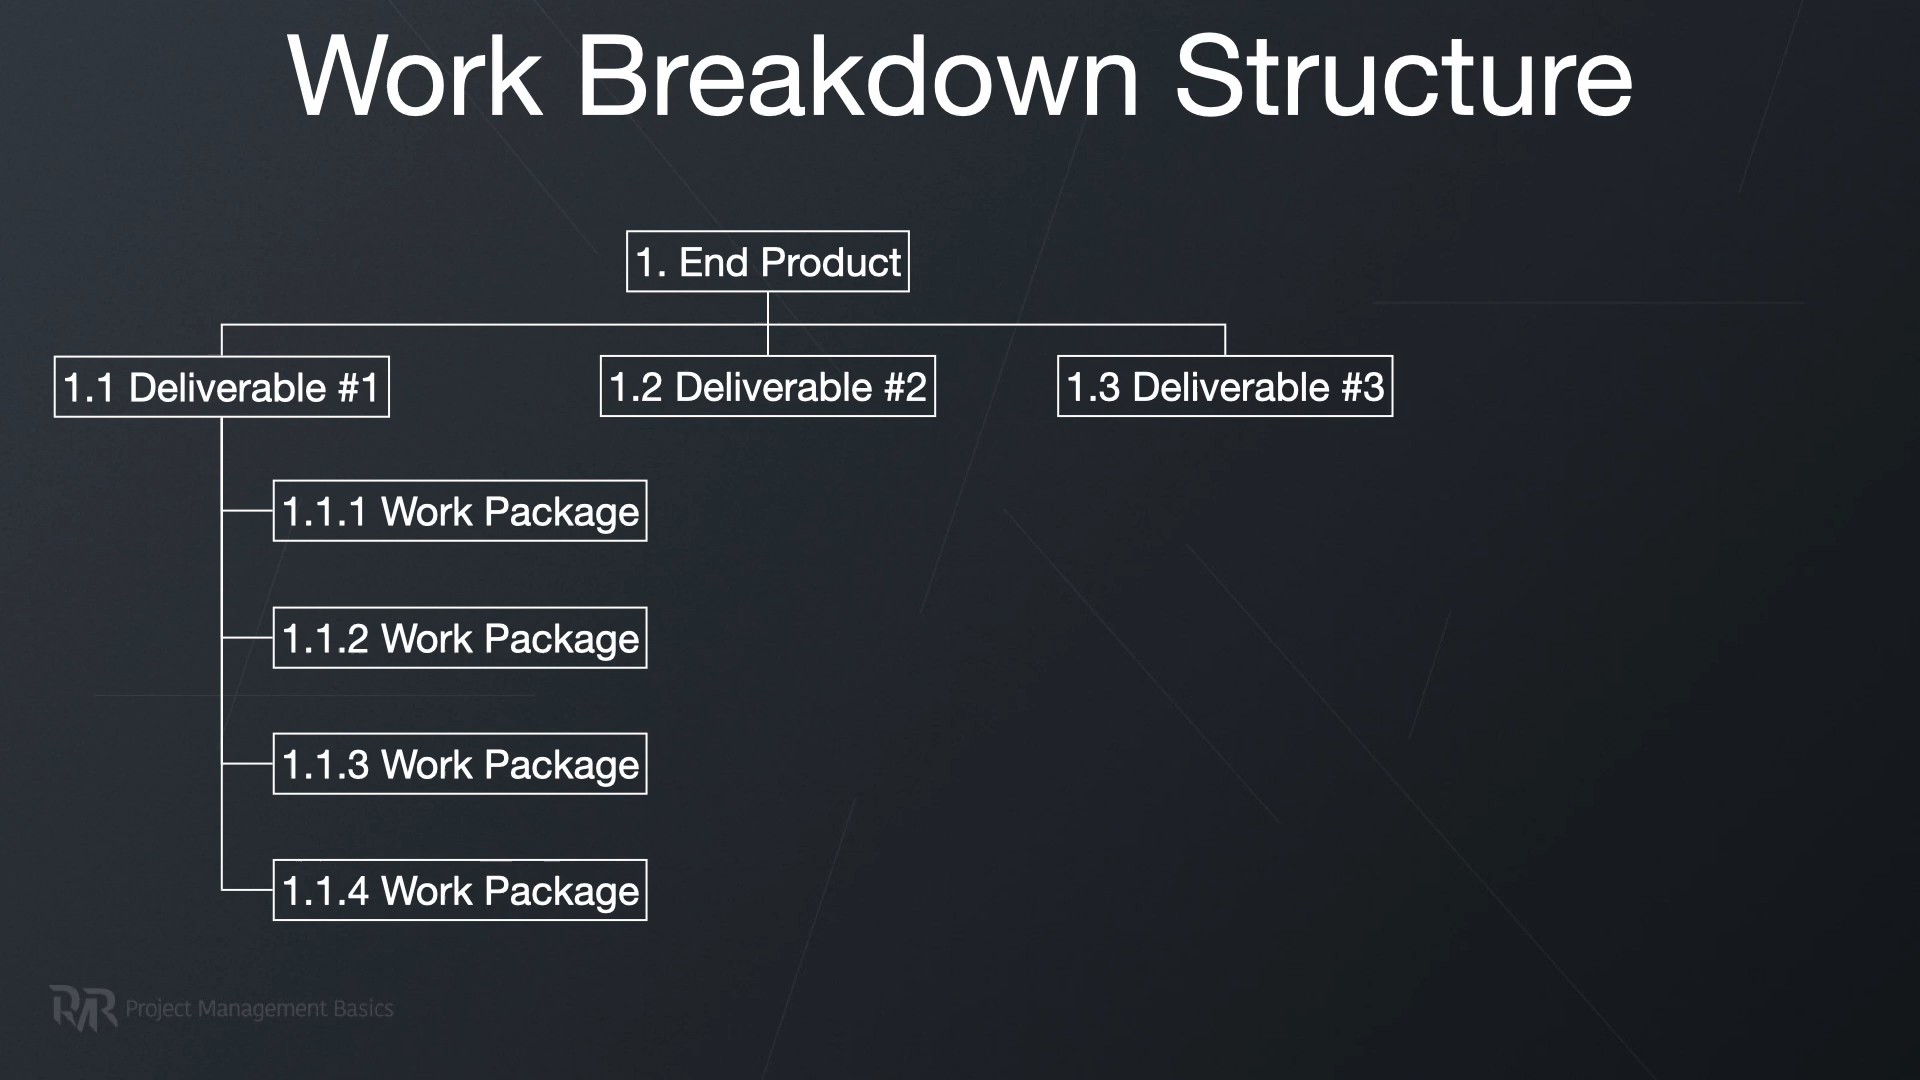 Work Breakdown Structure
1. End Product
1.1 Deliverable #1
1.2 Deliverable #2
1.3 Deliverable #3
1.1.1 Work Package
1.1.2 Work Package
1.1.3 Work Package
1.1.4 Work Package
Project Management Basics